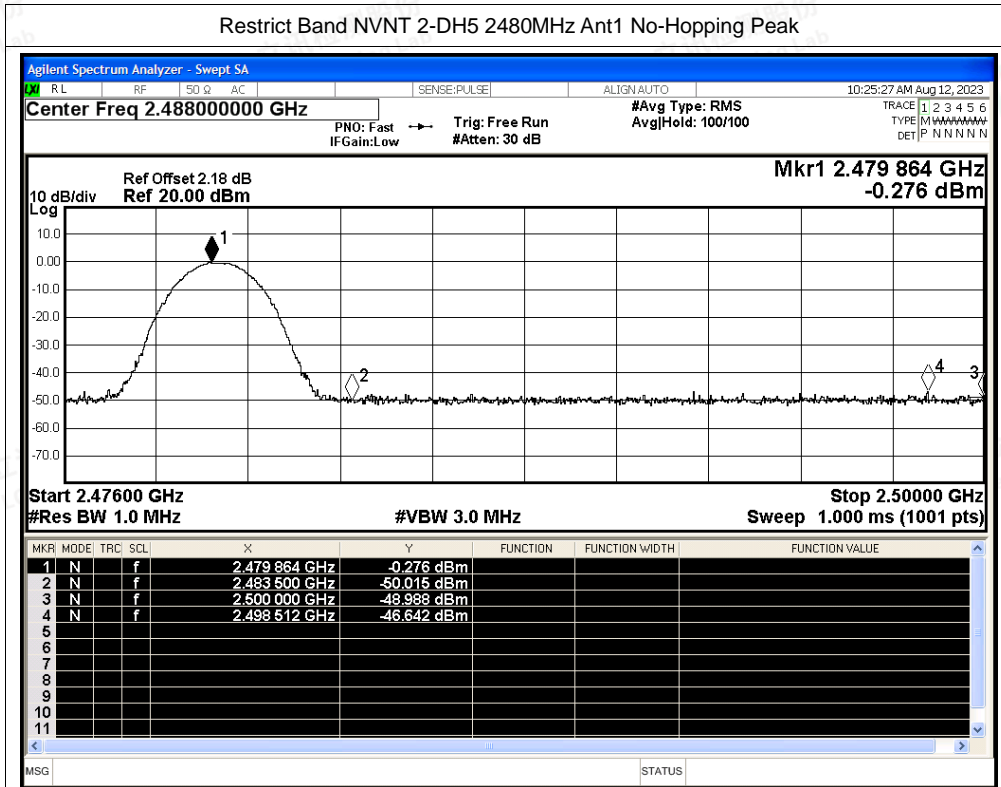 Restrict Band NVNT 2-DH5 2480MHz Ant1 No-Hopping Peak
Agilent Spectrum Analyzer - Swept SA
LXI RL RF 50 Ω AC SENSE:PULSE ALIGN AUTO 10:25:27 AM Aug 12, 2023
Center Freq 2.488000000 GHz
PNO: Fast
IFGain:Low
Trig: Free Run
#Atten: 30 dB
#Avg Type: RMS
Avg|Hold: 100/100
TRACE 1 2 3 4 5 6
TYPE M WWWWW
DET P N N N N N
Mkr1 2.479 864 GHz
-0.276 dBm
Ref Offset 2.18 dB
10 dB/div Ref 20.00 dBm
Log
10.0
0.00
-10.0
-20.0
-30.0
-40.0
-50.0
-60.0
-70.0
1
2
4
3
Start 2.47600 GHz Stop 2.50000 GHz
#Res BW 1.0 MHz #VBW 3.0 MHz Sweep 1.000 ms (1001 pts)
MKR MODE TRC SCL X Y FUNCTION FUNCTION WIDTH FUNCTION VALUE
1 N f 2.479 864 GHz -0.276 dBm
2 N f 2.483 500 GHz -50.015 dBm
3 N f 2.500 000 GHz -48.988 dBm
4 N f 2.498 512 GHz -46.642 dBm
5
6
7
8
9
10
11
MSG STATUS